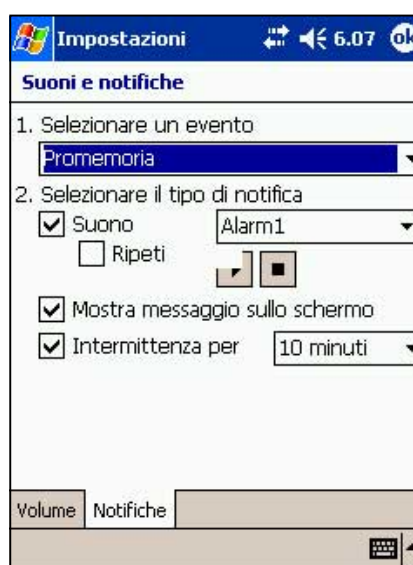 Impostazioni 6.07 ok
Suoni e notifiche
1. Selezionare un evento
Promemoria
2. Selezionare il tipo di notifica
Suono Alarm1
Ripeti
Mostra messaggio sullo schermo
Intermittenza per 10 minuti
Volume Notifiche